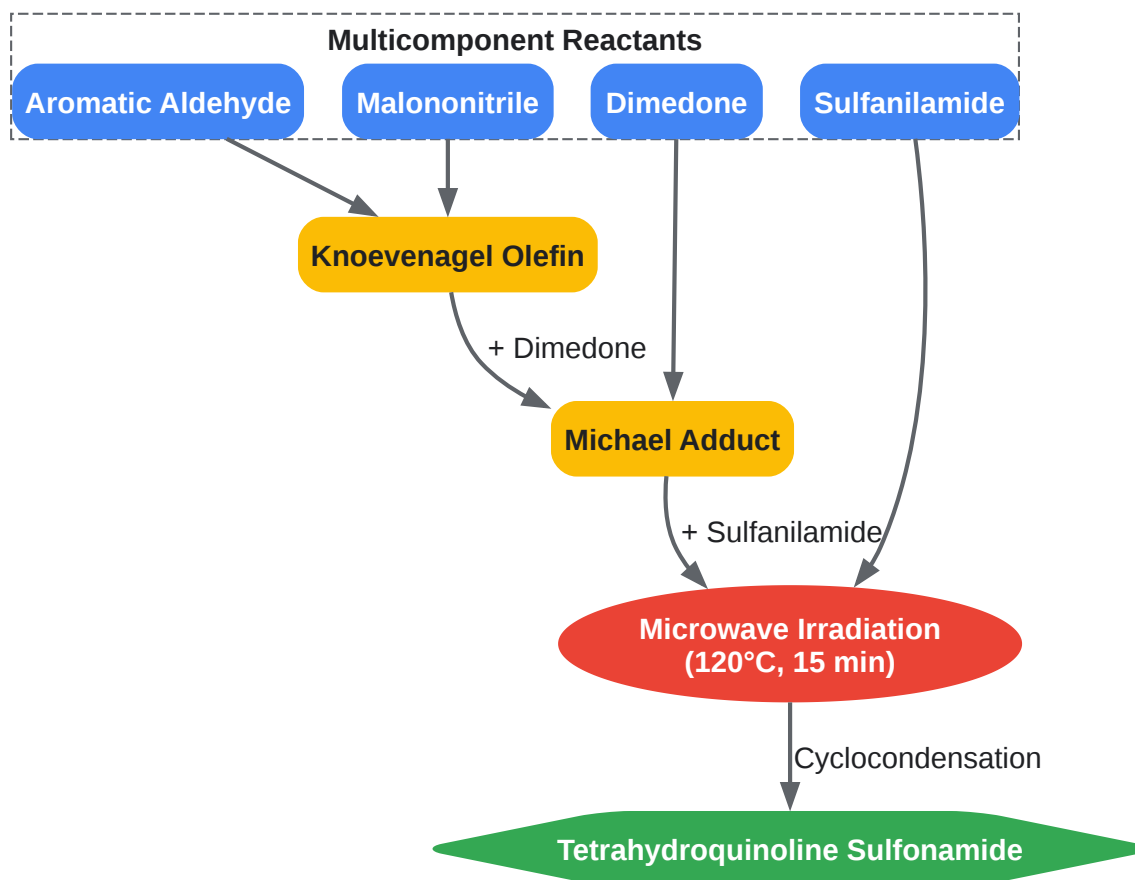 Multicomponent Reactants
Aromatic Aldehyde
Malononitrile
Dimedone
Sulfanilamide
Knoevenagel Olefin
+ Dimedone
Michael Adduct
+ Sulfanilamide
Microwave Irradiation
(120°C, 15 min)
Cyclocondensation
Tetrahydroquinoline Sulfonamide